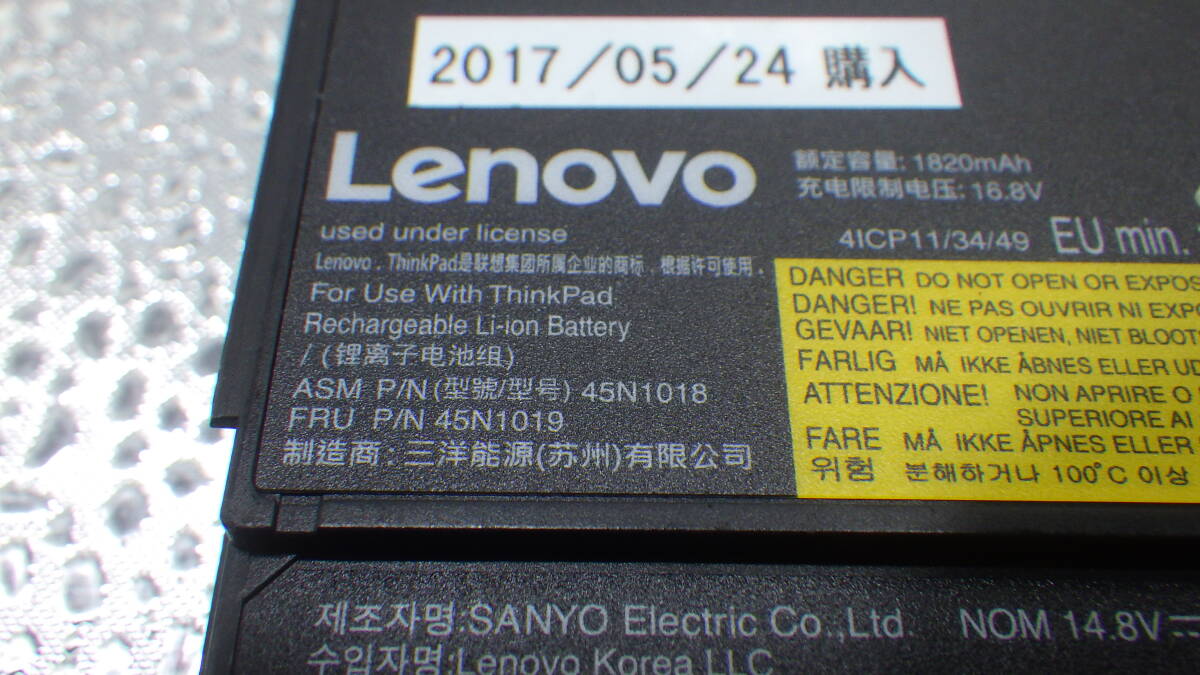 2017/05/24 購入
Lenovo
額定容量: 1820mAh
充电限制电压: 16.8V
used under license
4ICP11/34/49 EU min.
Lenovo、ThinkPad是联想集团所属企业的商标，根据许可使用。
For Use With ThinkPad
Rechargeable Li-ion Battery
/ (锂离子电池组)
ASM P/N(型號/型号) 45N1018
FRU P/N 45N1019
制造商: 三洋能源(苏州)有限公司
DANGER DO NOT OPEN OR EXPOS
DANGER! NE PAS OUVRIR NI EXPO
GEVAAR! NIET OPENEN, NIET BLOOT
FARLIG MÅ IKKE ÅBNES ELLER UD
ATTENZIONE! NON APRIRE O
SUPERIORE AI
FARE MÅ IKKE ÅPNES ELLER
위험 분해하거나 100°C 이상
제조자명:SANYO Electric Co.,Ltd. NOM 14.8V
수입자명:Lenovo Korea LLC